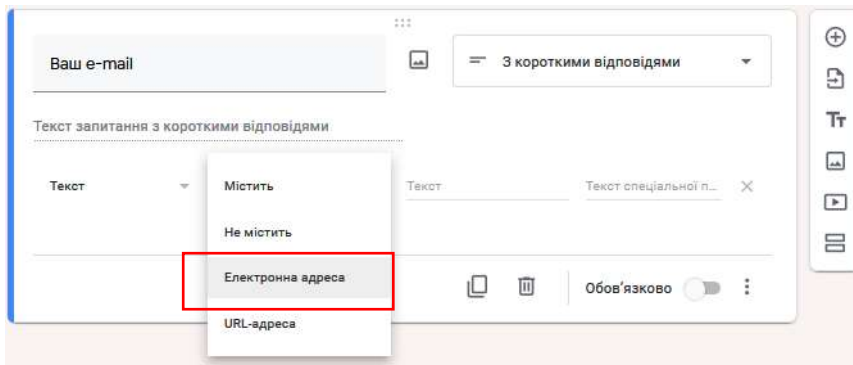 Ваш e-mail
З короткими відповідями
Текст запитання з короткими відповідями
Текст
Містить
Текст
Текст спеціальної п...
Не містить
Електронна адреса
Обов'язково
URL-адреса
Тт